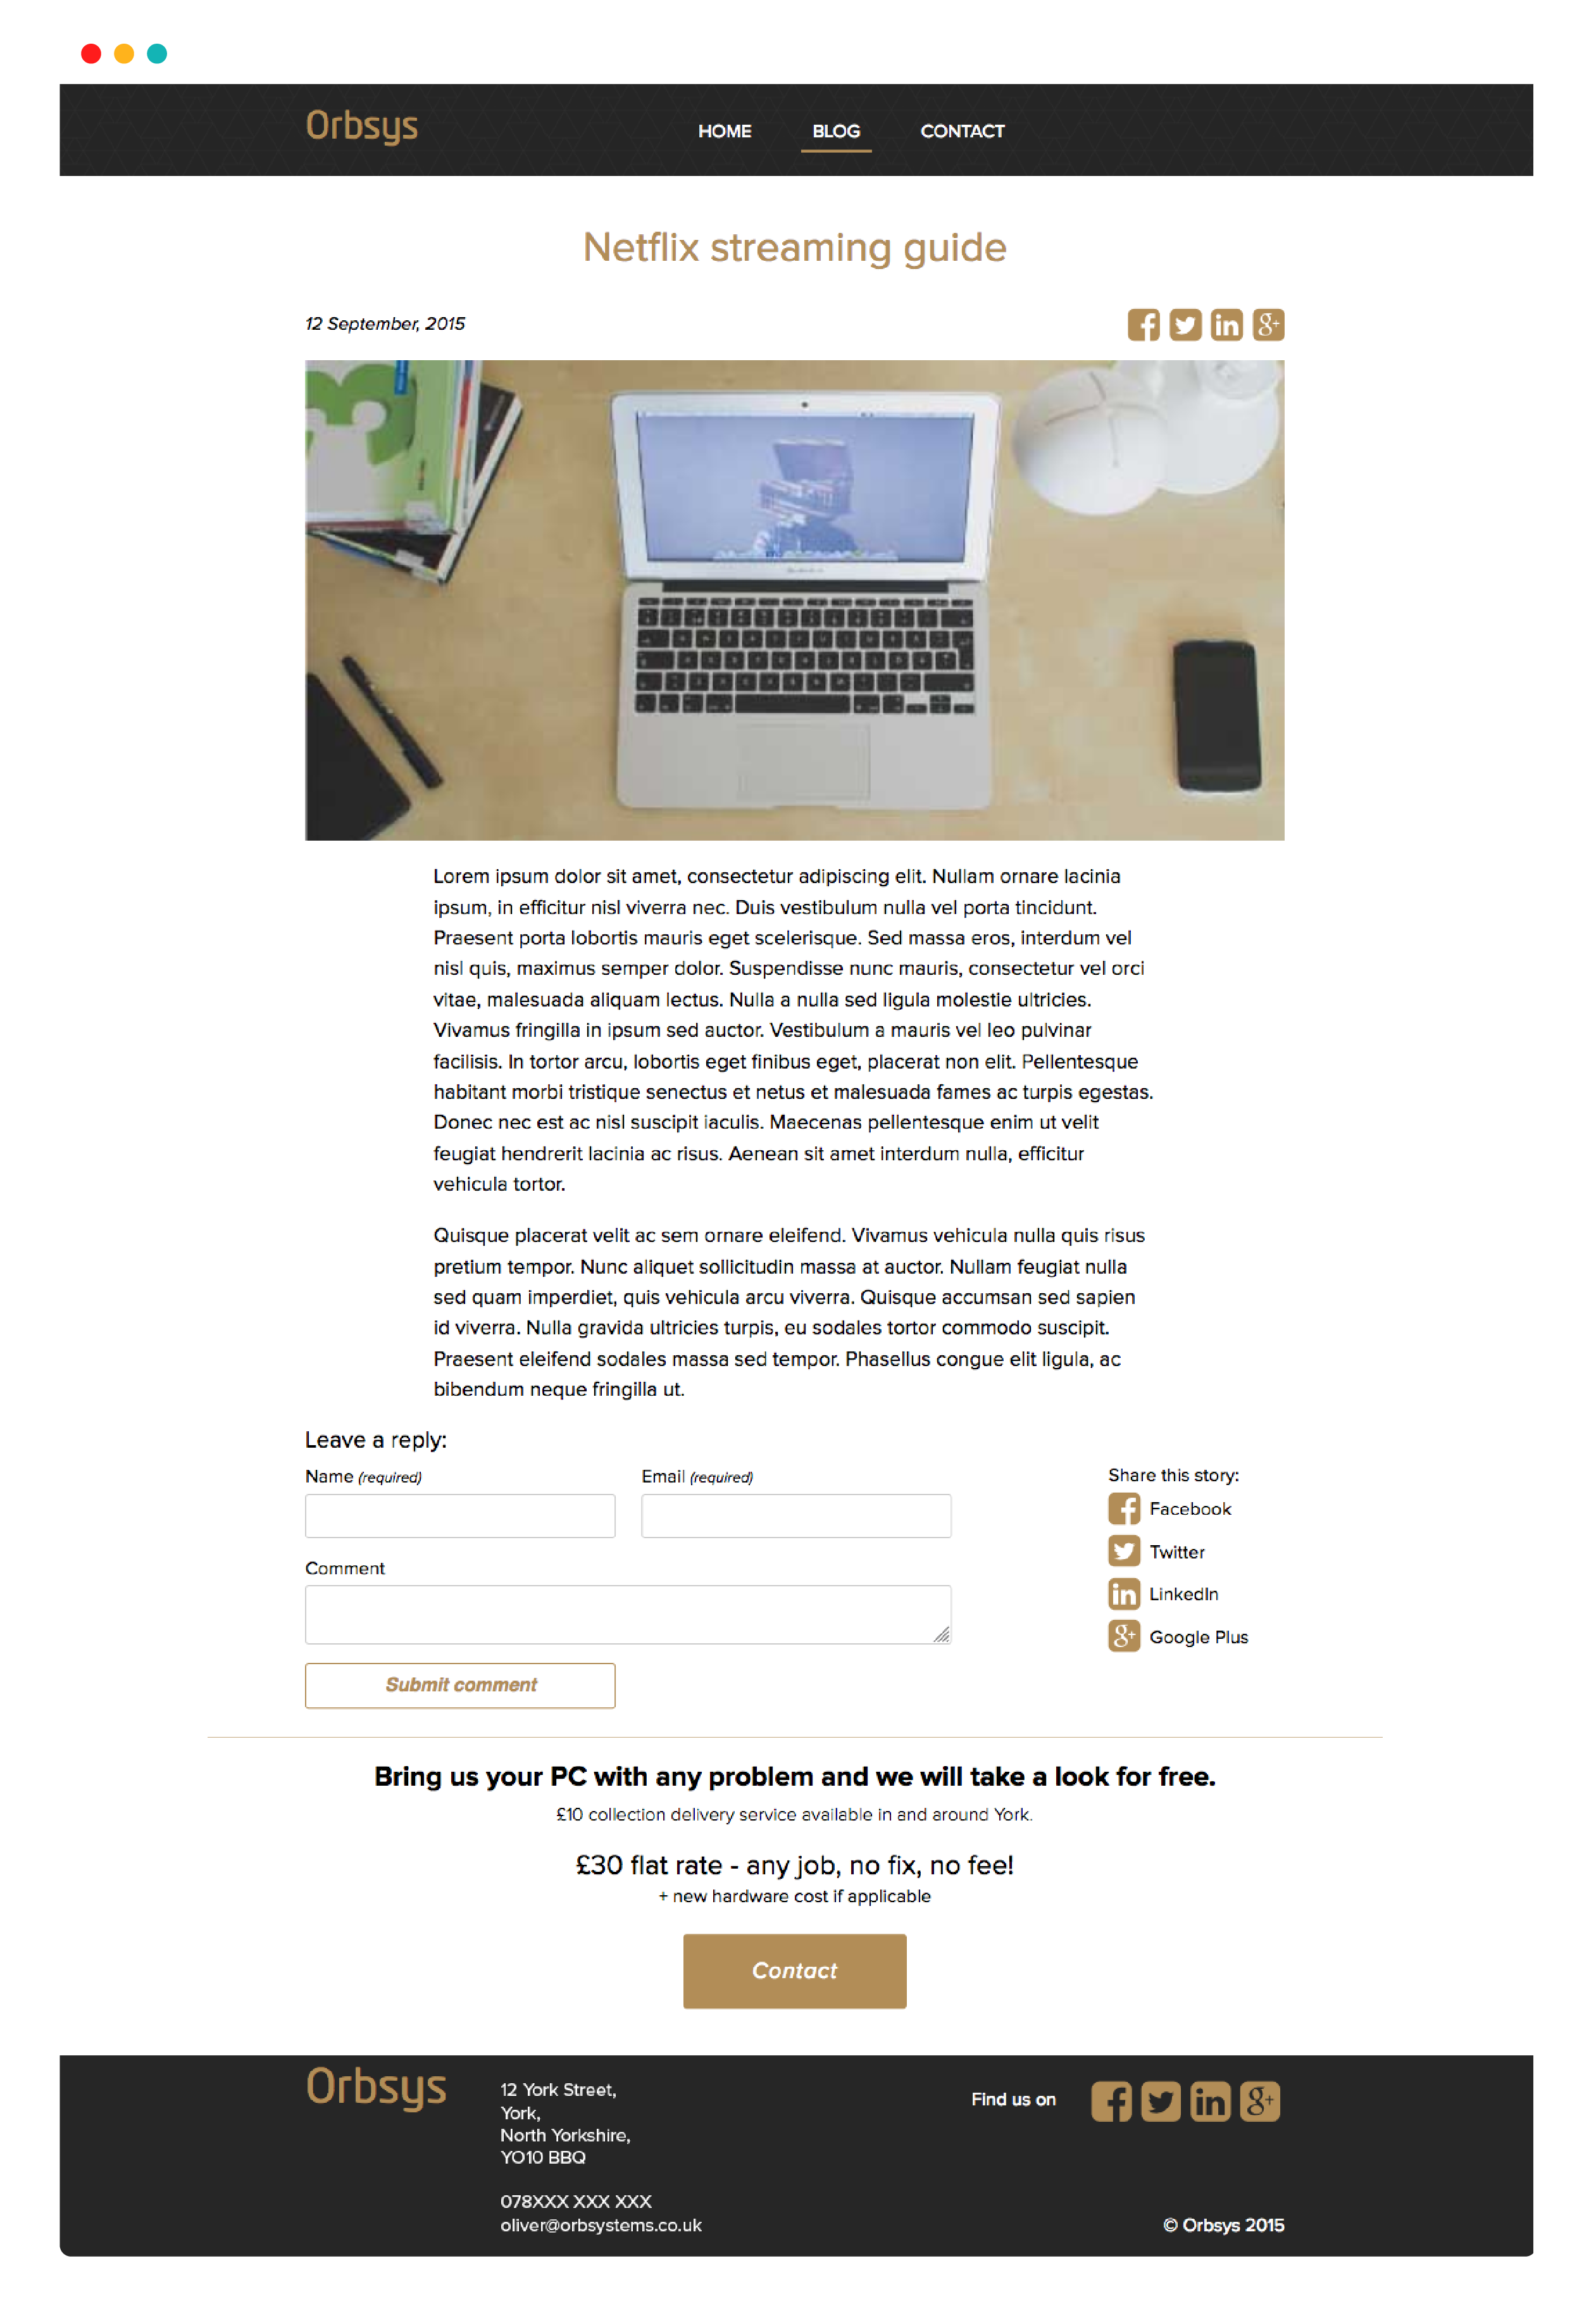 Orbsys
HOME BLOG CONTACT
Netflix streaming guide
12 September, 2015
Lorem ipsum dolor sit amet, consectetur adipiscing elit. Nullam ornare lacinia
ipsum, in efficitur nisl viverra nec. Duis vestibulum nulla vel porta tincidunt.
Praesent porta lobortis mauris eget scelerisque. Sed massa eros, interdum vel
nisl quis, maximus semper dolor. Suspendisse nunc mauris, consectetur vel orci
vitae, malesuada aliquam lectus. Nulla a nulla sed ligula molestie ultricies.
Vivamus fringilla in ipsum sed auctor. Vestibulum a mauris vel leo pulvinar
facilisis. In tortor arcu, lobortis eget finibus eget, placerat non elit. Pellentesque
habitant morbi tristique senectus et netus et malesuada fames ac turpis egestas.
Donec nec est ac nisl suscipit iaculis. Maecenas pellentesque enim ut velit
feugiat hendrerit lacinia ac risus. Aenean sit amet interdum nulla, efficitur
vehicula tortor.
Quisque placerat velit ac sem ornare eleifend. Vivamus vehicula nulla quis risus
pretium tempor. Nunc aliquet sollicitudin massa at auctor. Nullam feugiat nulla
sed quam imperdiet, quis vehicula arcu viverra. Quisque accumsan sed sapien
id viverra. Nulla gravida ultricies turpis, eu sodales tortor commodo suscipit.
Praesent eleifend sodales massa sed tempor. Phasellus congue elit ligula, ac
bibendum neque fringilla ut.
Leave a reply:
Name (required)
Email (required)
Comment
Submit comment
Share this story:
Facebook
Twitter
LinkedIn
Google Plus
Bring us your PC with any problem and we will take a look for free.
£10 collection delivery service available in and around York.
£30 flat rate - any job, no fix, no fee!
+ new hardware cost if applicable
Contact
Orbsys
12 York Street,
York,
North Yorkshire,
YO10 BBQ
078XXX XXX XXX
oliver@orbsystems.co.uk
Find us on
© Orbsys 2015